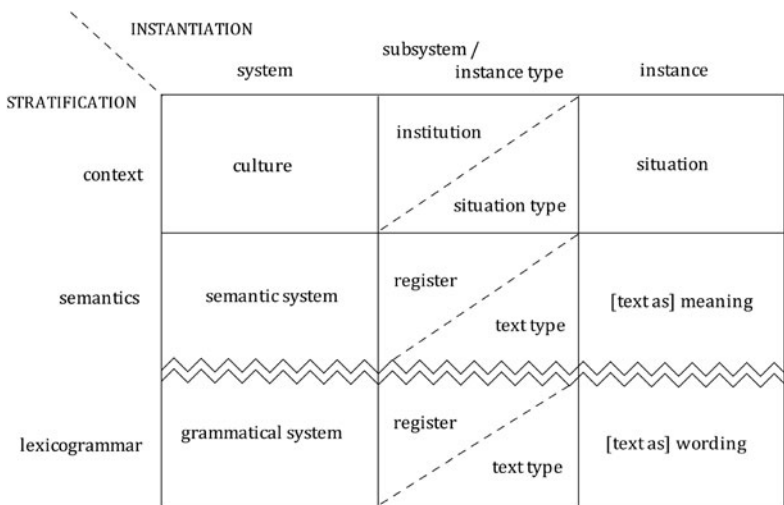 INSTANTIATION
subsystem /
system
instance type
instance
STRATIFICATION
institution
context
culture
situation
situation type
semantics
semantic system
register
[text as] meaning
text type
lexicogrammar
grammatical system
register
[text as] wording
text type